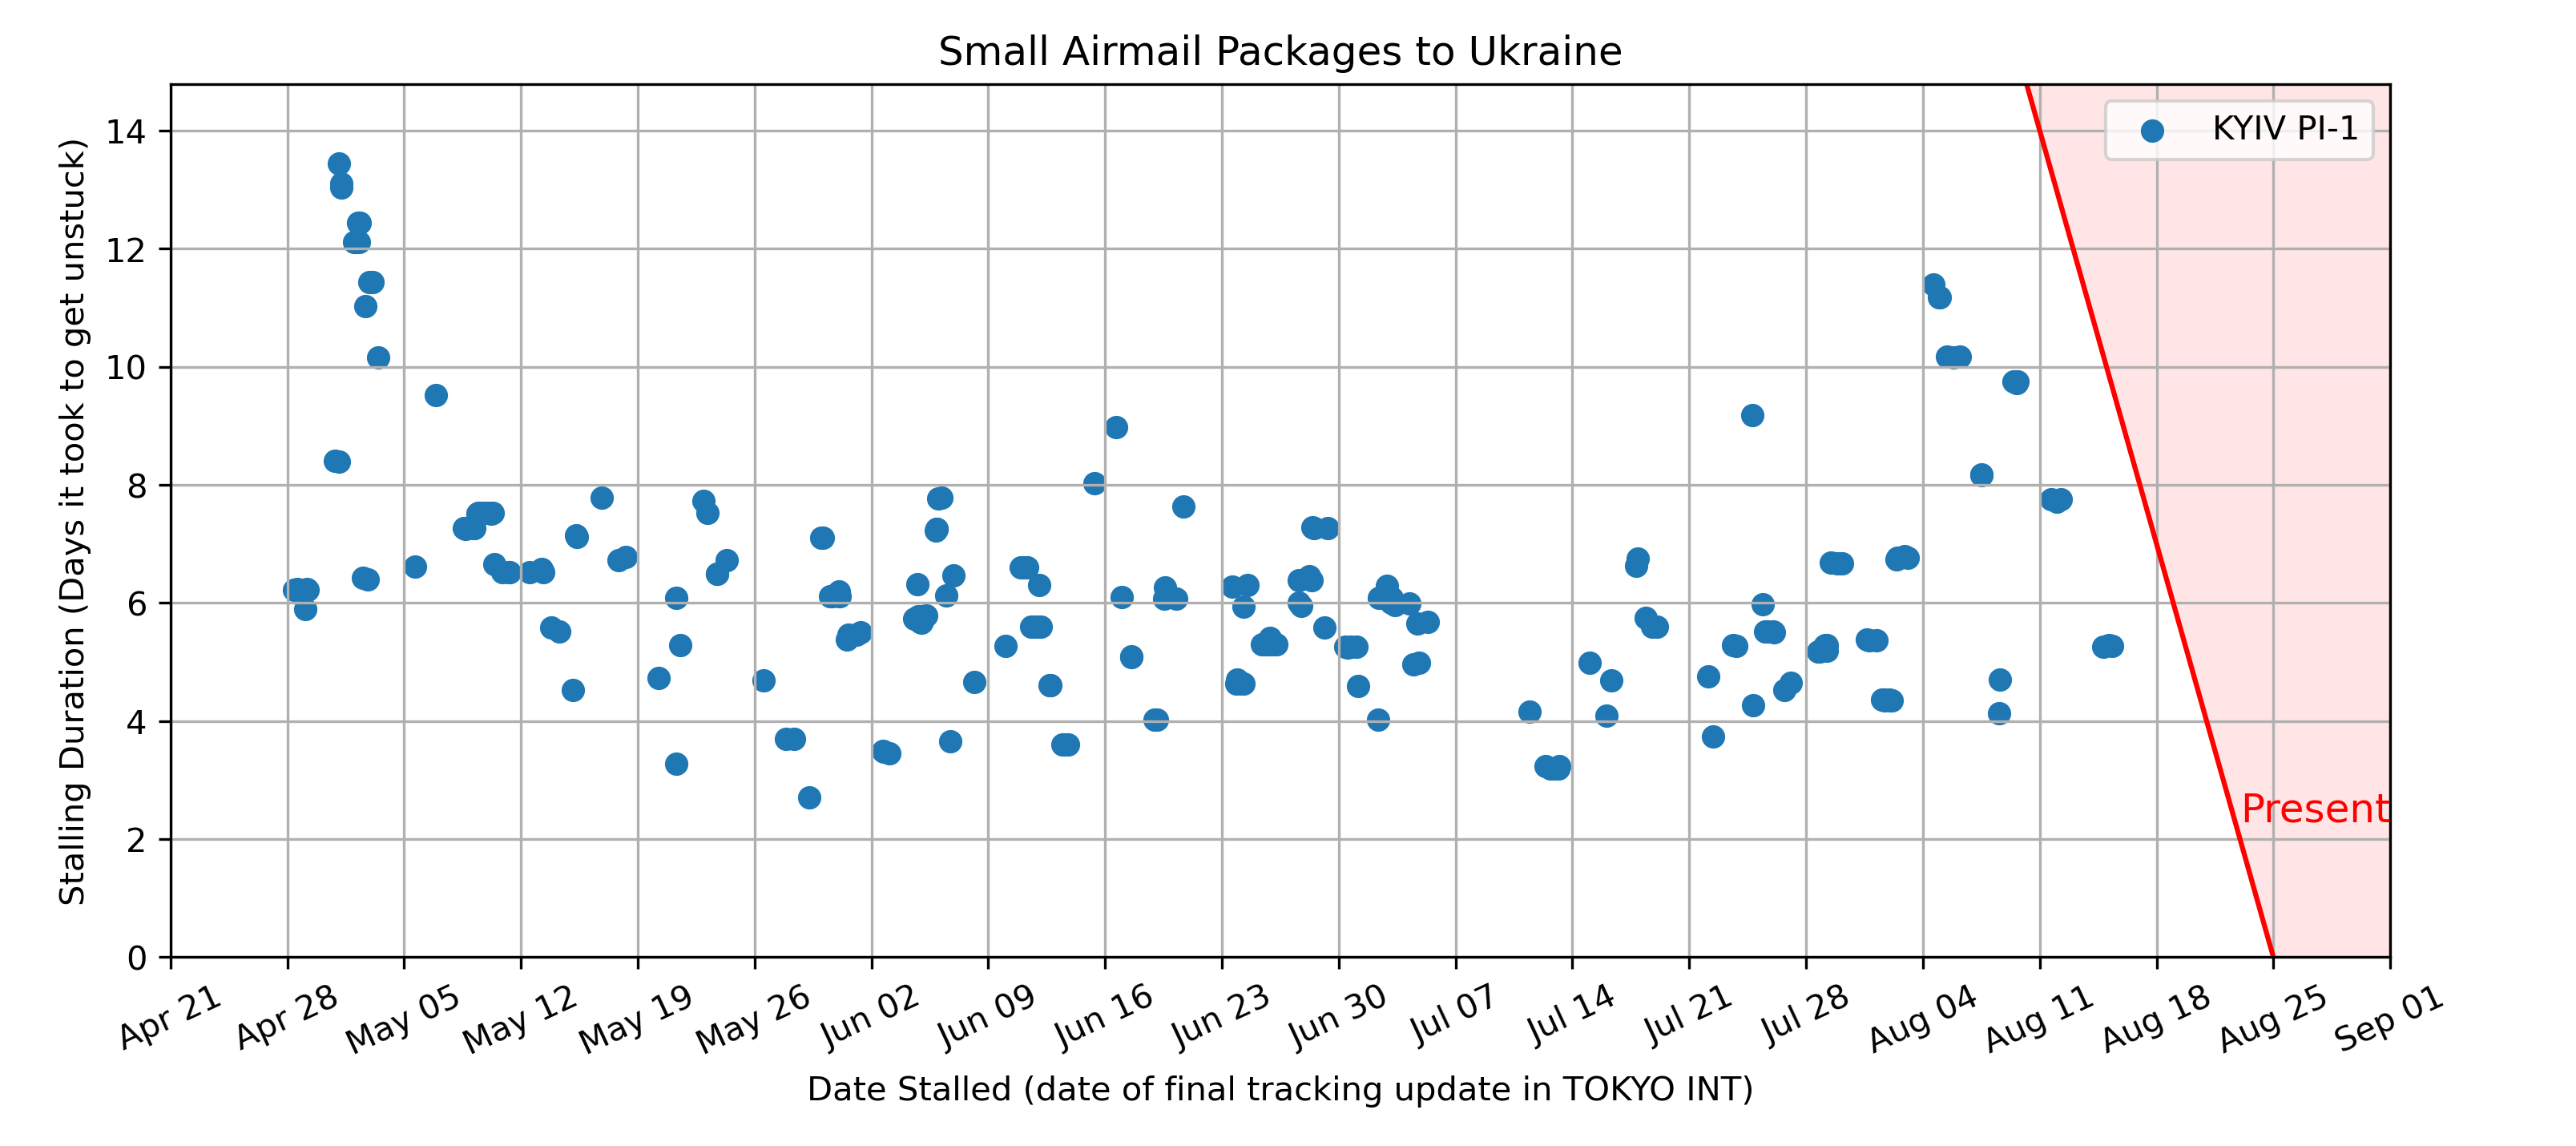 Small Airmail Packages to Ukraine
KYIV PI-1
Stalling Duration (Days it took to get unstuck)
14
12
10
8
6
4
2
0
Present
Apr 21
Apr 28
May 05
May 12
May 19
May 26
Jun 02
Jun 09
Jun 16
Jun 23
Jun 30
Jul 07
Jul 14
Jul 21
Jul 28
Aug 04
Aug 11
Aug 18
Aug 25
Sep 01
Date Stalled (date of final tracking update in TOKYO INT)